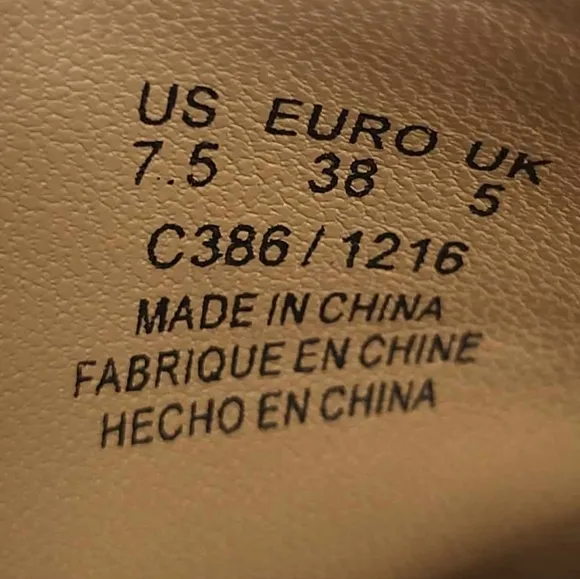 US EURO UK
7.5 38 5
C386 / 1216
MADE IN CHINA
FABRIQUE EN CHINE
HECHO EN CHINA